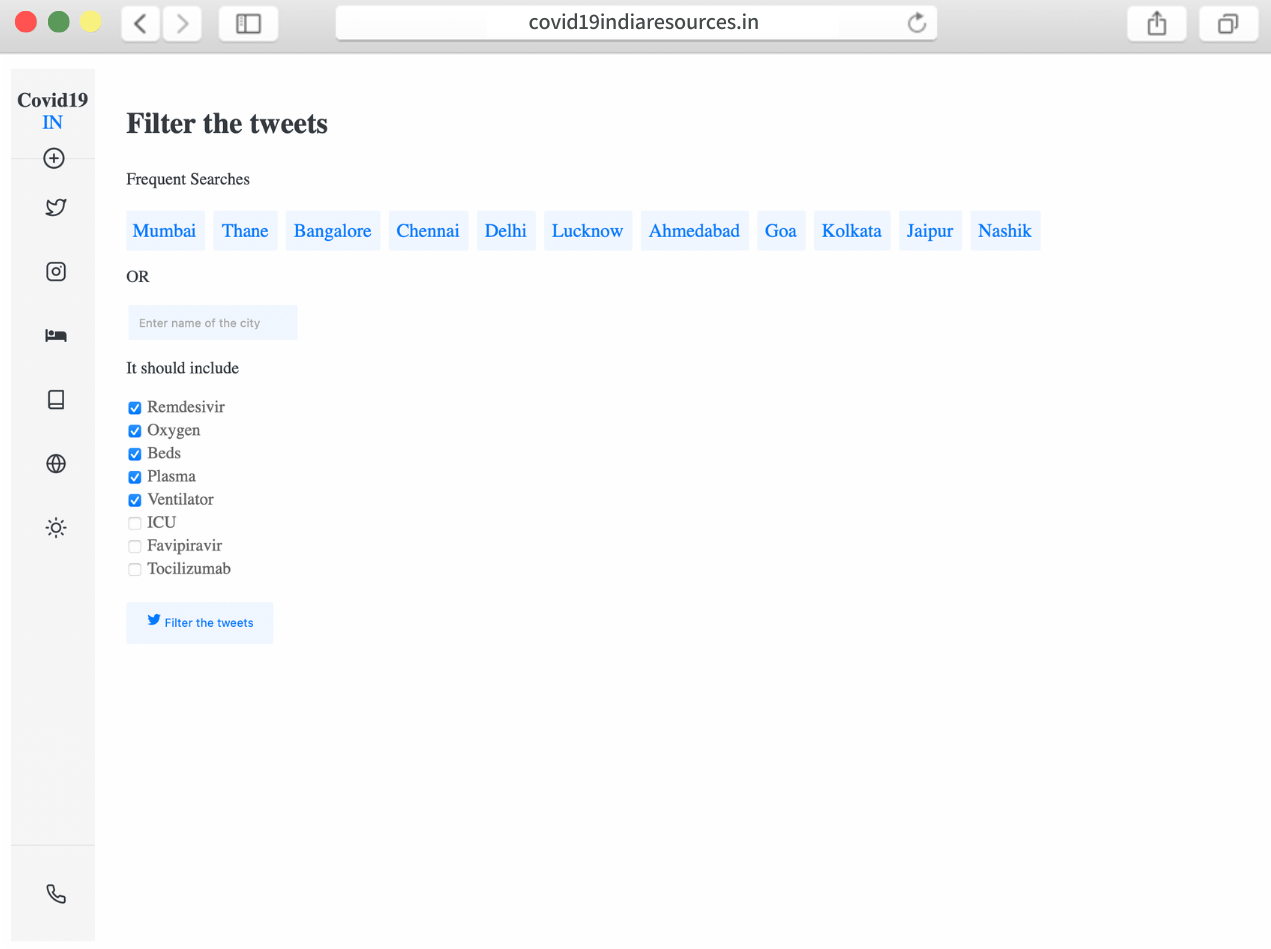 covid19indiaresources.in
Covid19
IN
Filter the tweets
Frequent Searches
Mumbai Thane Bangalore Chennai Delhi Lucknow Ahmedabad Goa Kolkata Jaipur Nashik
OR
Enter name of the city
It should include
Remdesivir
Oxygen
Beds
Plasma
Ventilator
ICU
Favipiravir
Tocilizumab
Filter the tweets